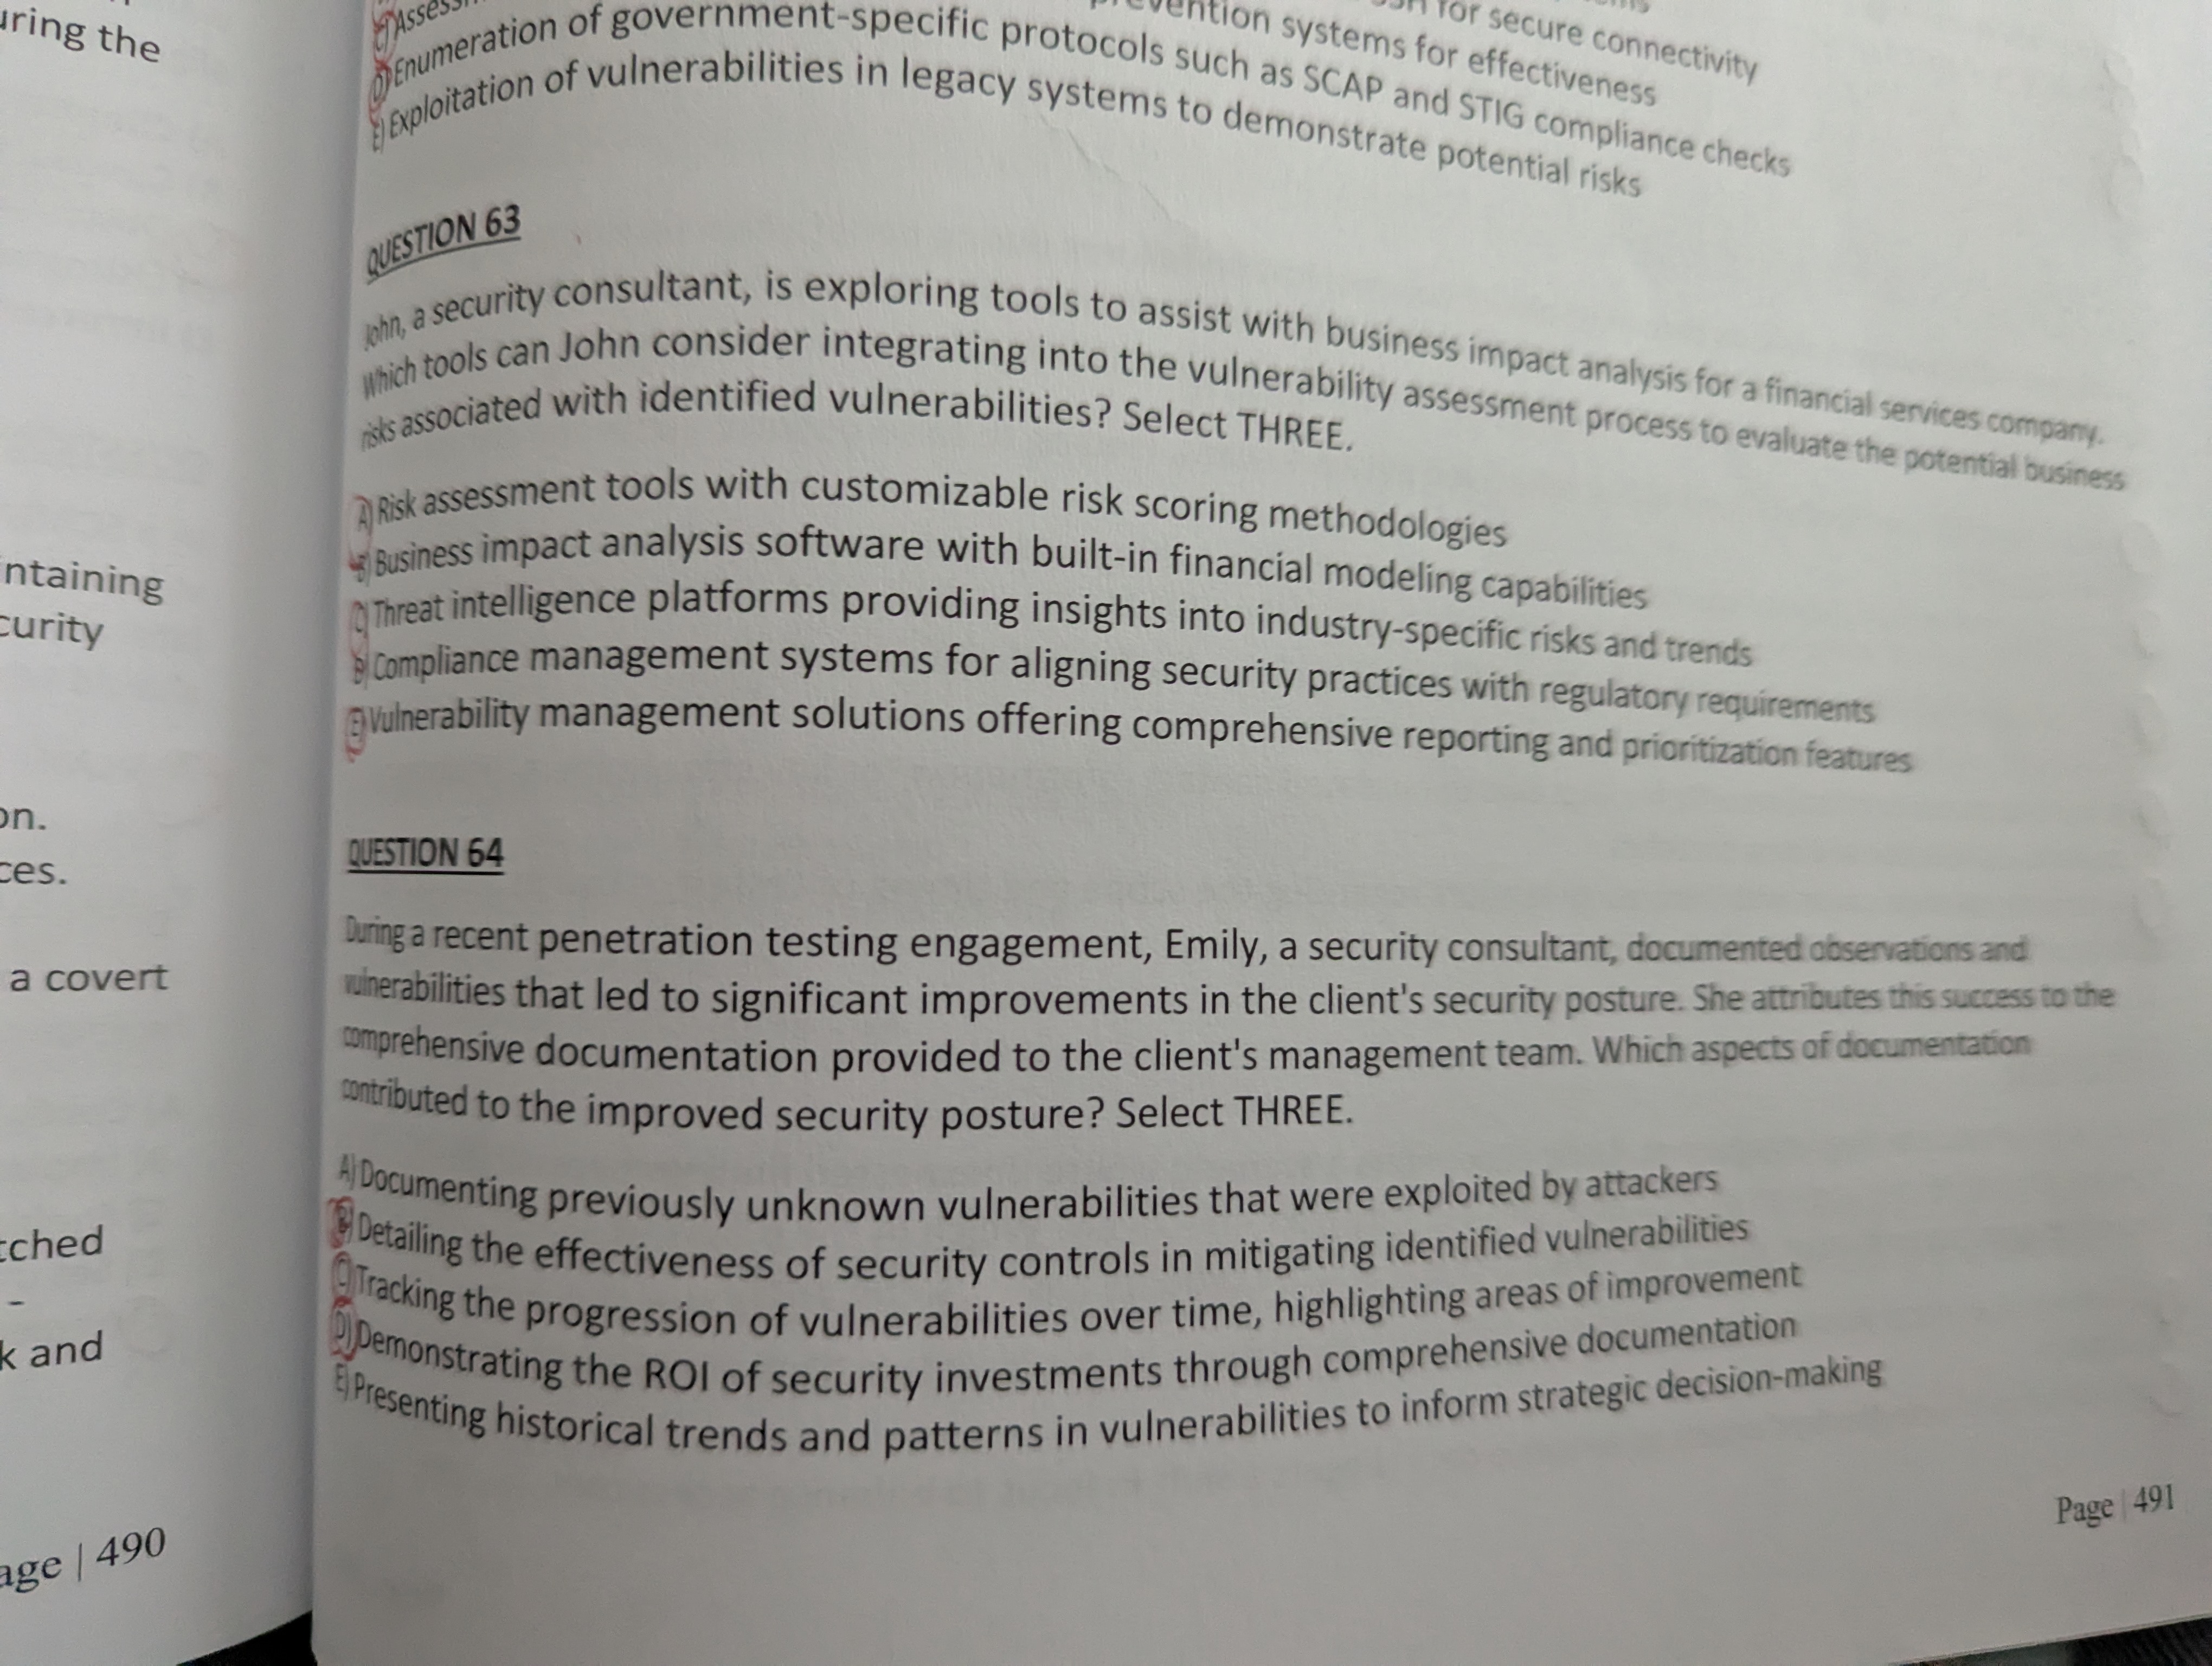 uring the
ntaining
curity
on.
ces.
a covert
tched
–
k and
age | 490
for secure connectivity
vention systems for effectiveness
D) Enumeration of government-specific protocols such as SCAP and STIG compliance checks
E) Exploitation of vulnerabilities in legacy systems to demonstrate potential risks
QUESTION 63
John, a security consultant, is exploring tools to assist with business impact analysis for a financial services company.
Which tools can John consider integrating into the vulnerability assessment process to evaluate the potential business
risks associated with identified vulnerabilities? Select THREE.
A) Risk assessment tools with customizable risk scoring methodologies
B) Business impact analysis software with built-in financial modeling capabilities
C) Threat intelligence platforms providing insights into industry-specific risks and trends
D) Compliance management systems for aligning security practices with regulatory requirements
E) Vulnerability management solutions offering comprehensive reporting and prioritization features
QUESTION 64
During a recent penetration testing engagement, Emily, a security consultant, documented observations and
vulnerabilities that led to significant improvements in the client's security posture. She attributes this success to the
comprehensive documentation provided to the client's management team. Which aspects of documentation
contributed to the improved security posture? Select THREE.
A) Documenting previously unknown vulnerabilities that were exploited by attackers
B) Detailing the effectiveness of security controls in mitigating identified vulnerabilities
C) Tracking the progression of vulnerabilities over time, highlighting areas of improvement
D) Demonstrating the ROI of security investments through comprehensive documentation
E) Presenting historical trends and patterns in vulnerabilities to inform strategic decision-making
Page | 491